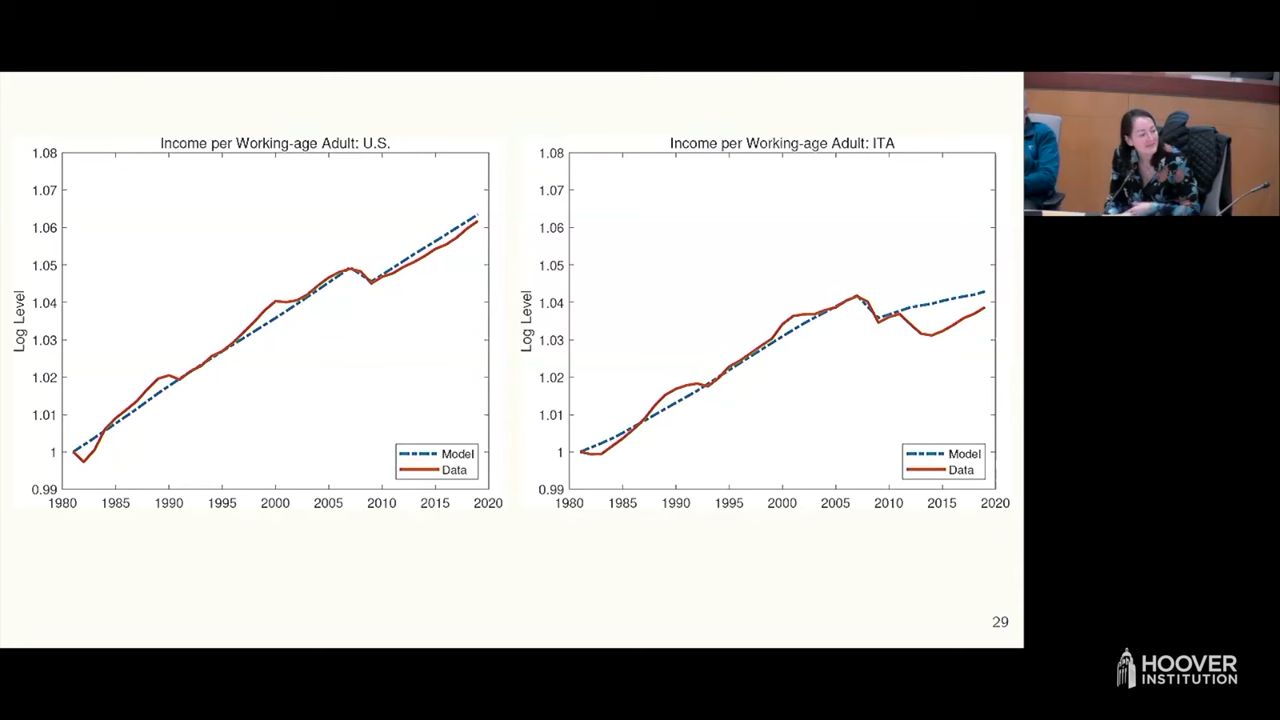 Income per Working-age Adult: U.S.
1.08
1.07
1.06
1.05
1.04
1.03
1.02
1.01
1
0.99
Log Level
1980 1985 1990 1995 2000 2005 2010 2015 2020
Model
Data
Income per Working-age Adult: ITA
1.08
1.07
1.06
1.05
1.04
1.03
1.02
1.01
1
0.99
Log Level
1980 1985 1990 1995 2000 2005 2010 2015 2020
Model
Data
29
HOOVER
INSTITUTION